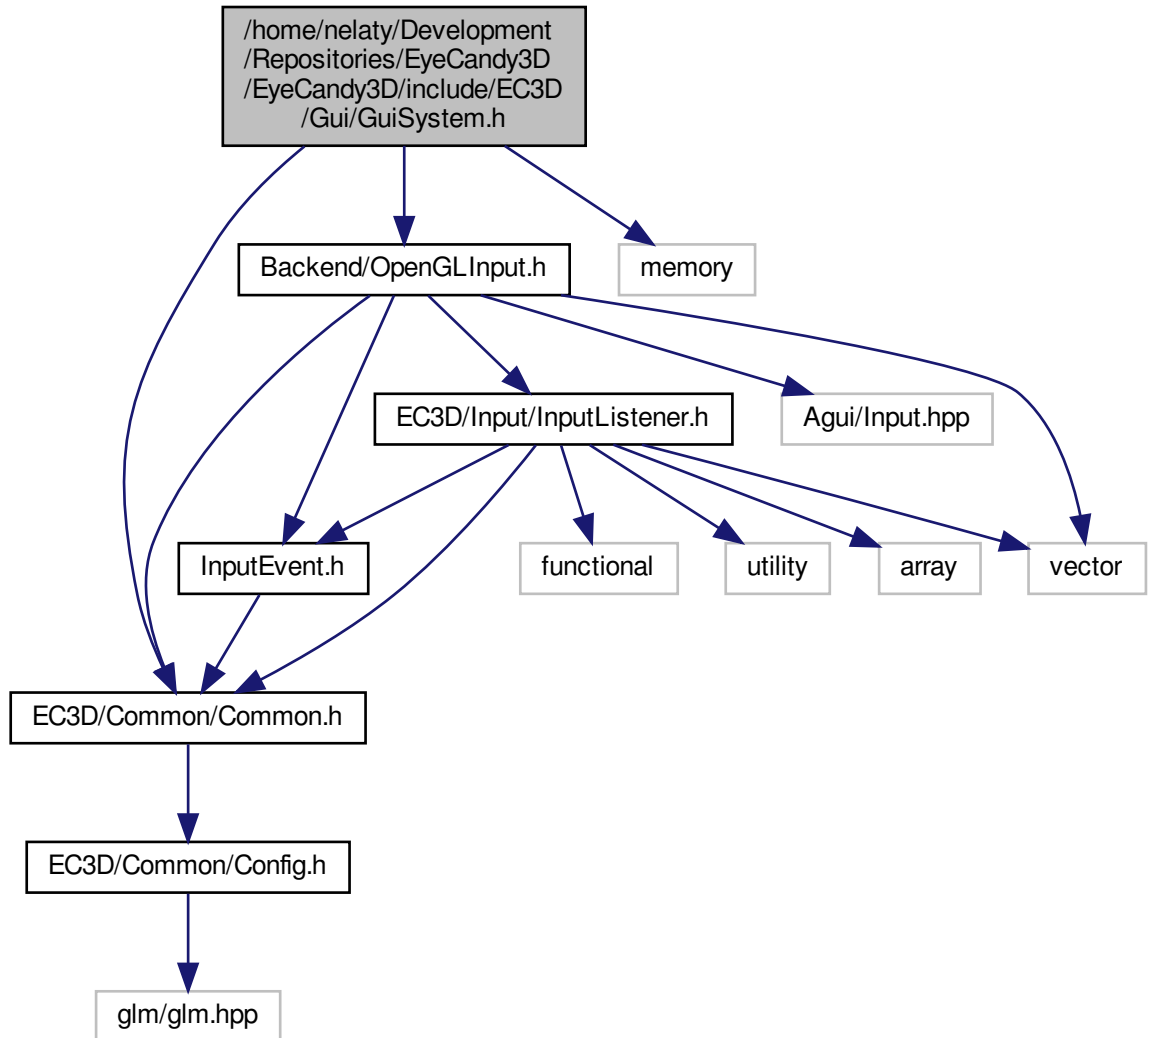 /home/nelaty/Development
/Repositories/EyeCandy3D
/EyeCandy3D/include/EC3D
/Gui/GuiSystem.h
Backend/OpenGLInput.h
memory
EC3D/Input/InputListener.h
Agui/Input.hpp
InputEvent.h
functional
utility
array
vector
EC3D/Common/Common.h
EC3D/Common/Config.h
glm/glm.hpp